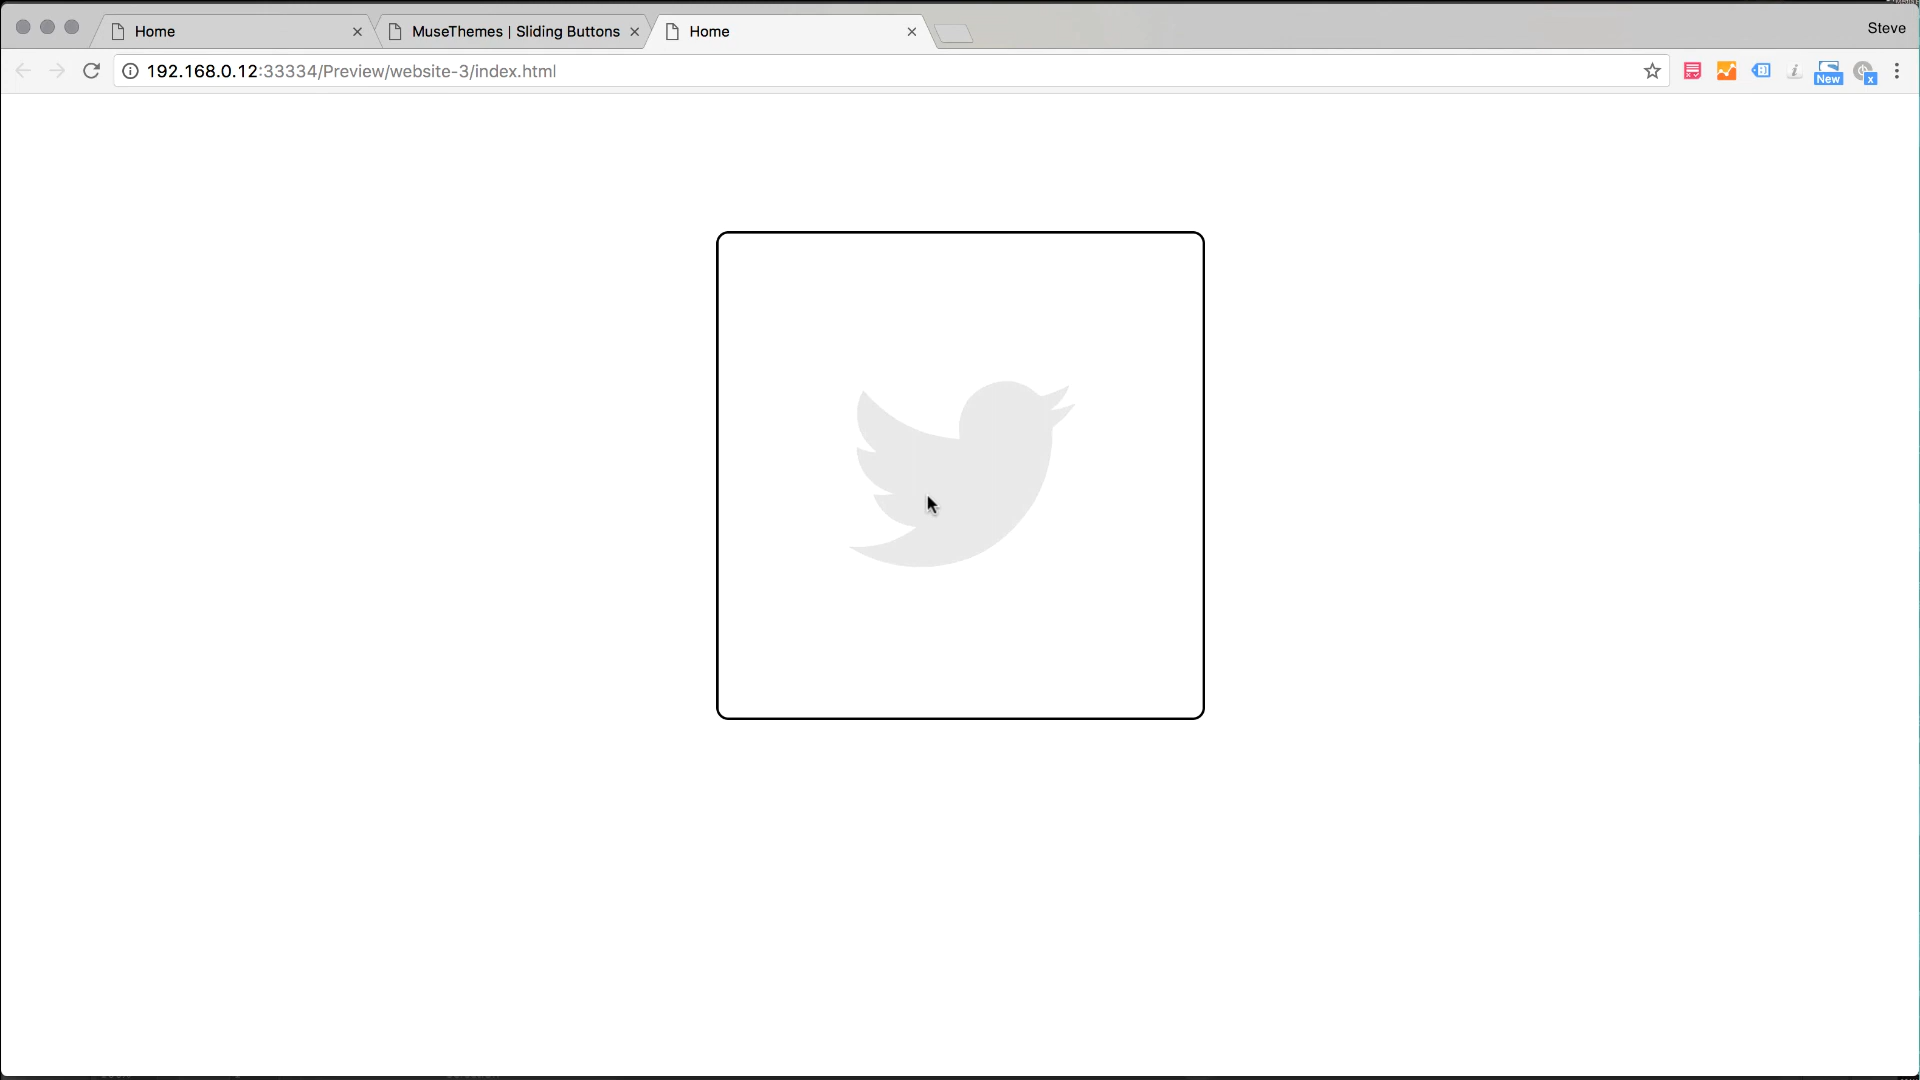 Home
MuseThemes | Sliding Buttons
Home
Steve
192.168.0.12:33334/Preview/website-3/index.html
New
x